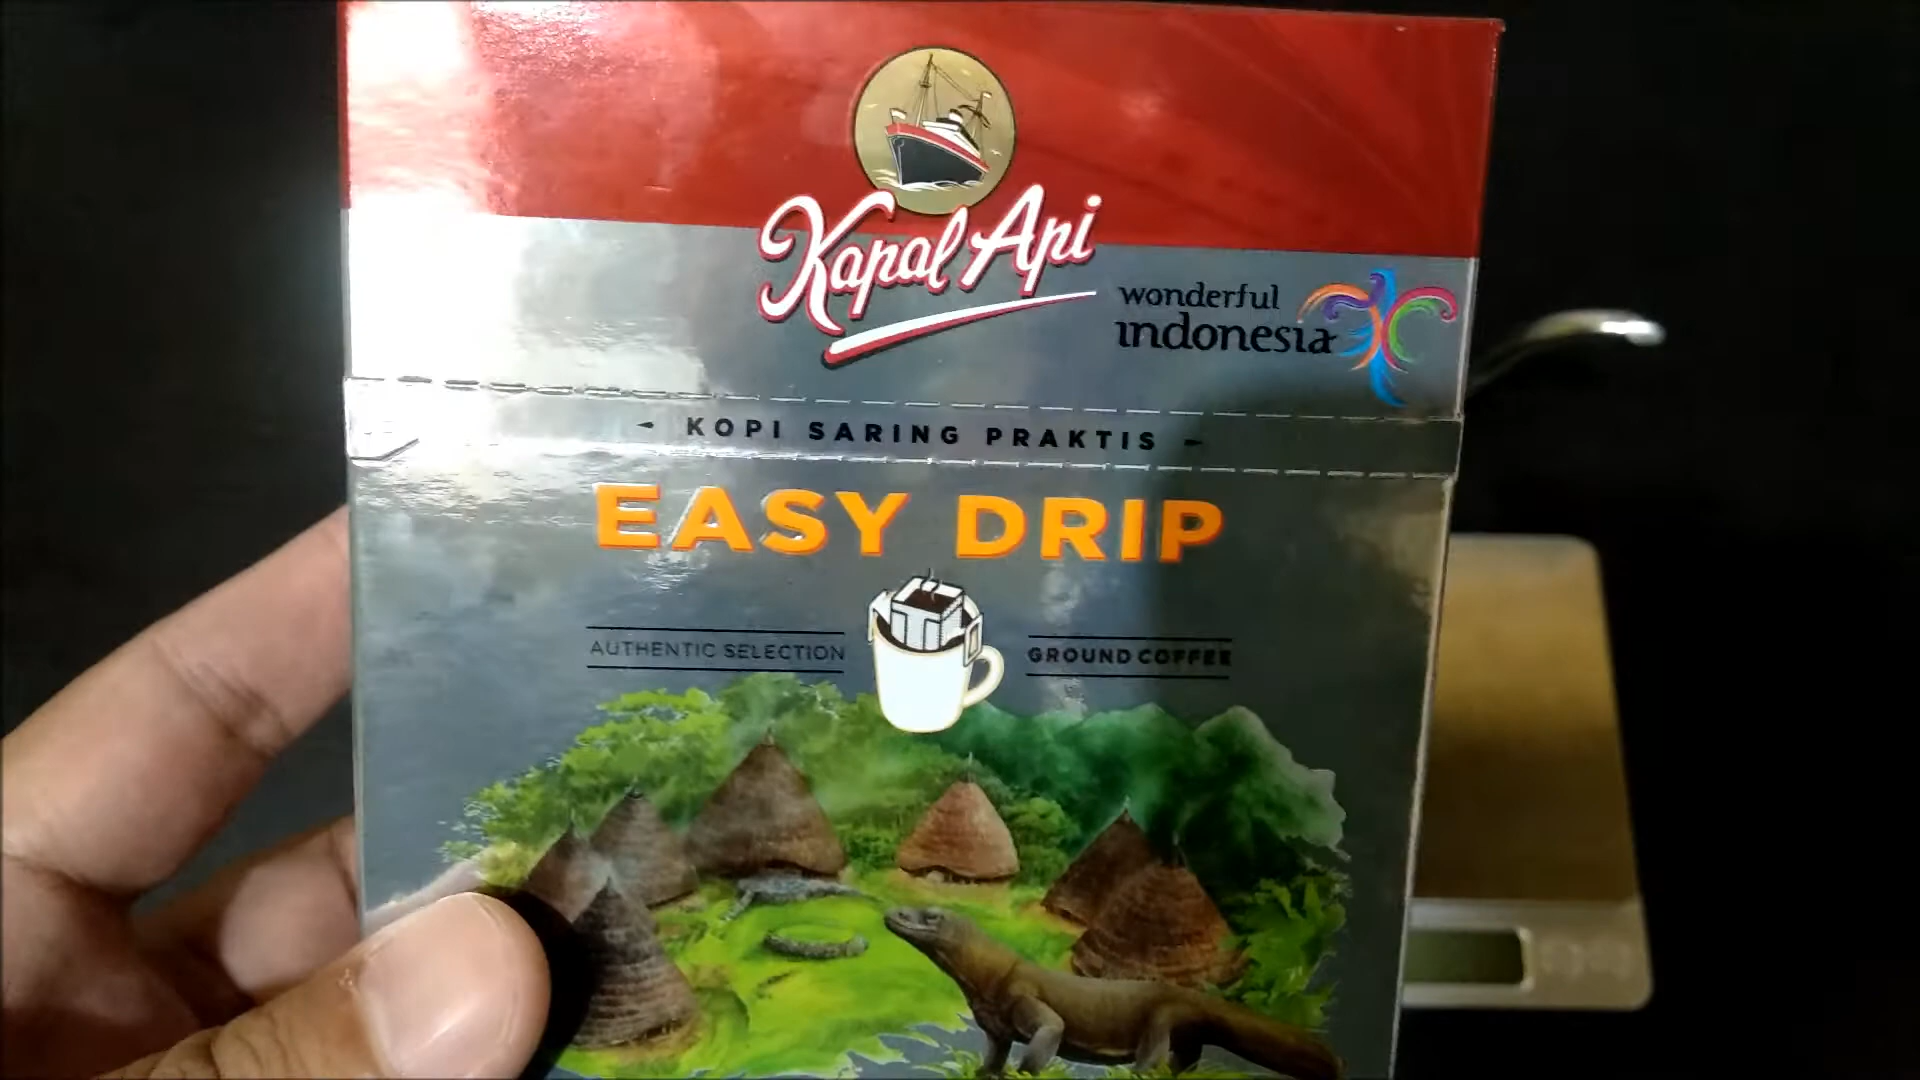 Kapal Api
wonderful
indonesia
KOPI SARING PRAKTIS
EASY DRIP
AUTHENTIC SELECTION
GROUND COFFEE